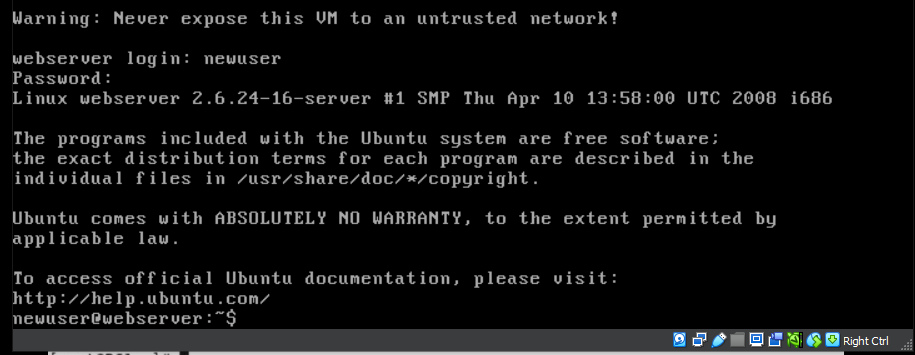 Warning: Never expose this VM to an untrusted network!
webserver login: newuser
Password:
Linux webserver 2.6.24-16-server #1 SMP Thu Apr 10 13:58:00 UTC 2008 i686
The programs included with the Ubuntu system are free software;
the exact distribution terms for each program are described in the
individual files in /usr/share/doc/*/copyright.
Ubuntu comes with ABSOLUTELY NO WARRANTY, to the extent permitted by
applicable law.
To access official Ubuntu documentation, please visit:
http://help.ubuntu.com/
newuser@webserver:~$
Right Ctrl